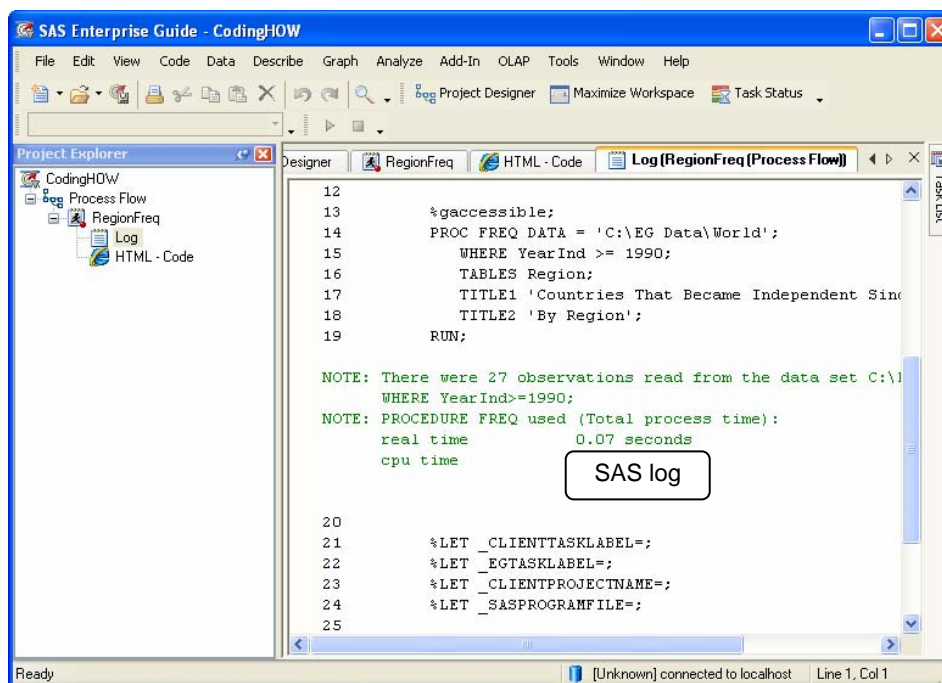 SAS Enterprise Guide - CodingHOW
File Edit View Code Data Describe Graph Analyze Add-In OLAP Tools Window Help
Project Designer Maximize Workspace Task Status
Project Explorer
CodingHOW
Process Flow
RegionFreq
Log
HTML - Code
Designer RegionFreq HTML - Code Log (RegionFreq (Process Flow))
Task List
12
13 %gaccessible;
14 PROC FREQ DATA = 'C:\EG Data\World';
15 WHERE YearInd >= 1990;
16 TABLES Region;
17 TITLE1 'Countries That Became Independent Sinc
18 TITLE2 'By Region';
19 RUN;
NOTE: There were 27 observations read from the data set C:\
WHERE YearInd>=1990;
NOTE: PROCEDURE FREQ used (Total process time):
real time 0.07 seconds
cpu time
SAS log
20
21 %LET _CLIENTTASKLABEL=;
22 %LET _EGTASKLABEL=;
23 %LET _CLIENTPROJECTNAME=;
24 %LET _SASPROGRAMFILE=;
25
Ready [Unknown] connected to localhost Line 1, Col 1